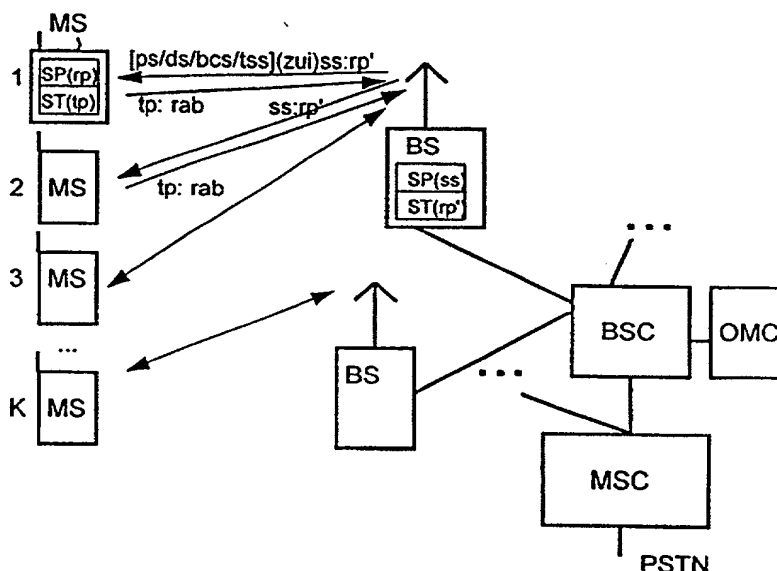 MS
1
SP(rp)
ST(tp)
[ps/ds/bcs/tss](zui)ss:rp'
tp: rab
ss:rp'
2
MS
tp: rab
BS
SP(ss)
ST(rp')
3
MS
...
...
BSC
OMC
K
MS
BS
...
MSC
PSTN